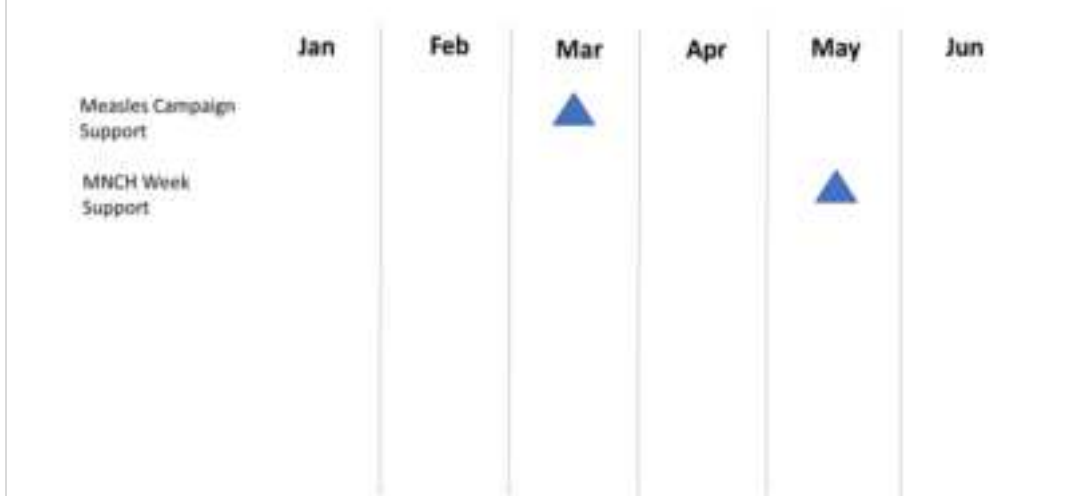 Jan Feb Mar Apr May Jun
Measles Campaign
Support
MNCH Week
Support